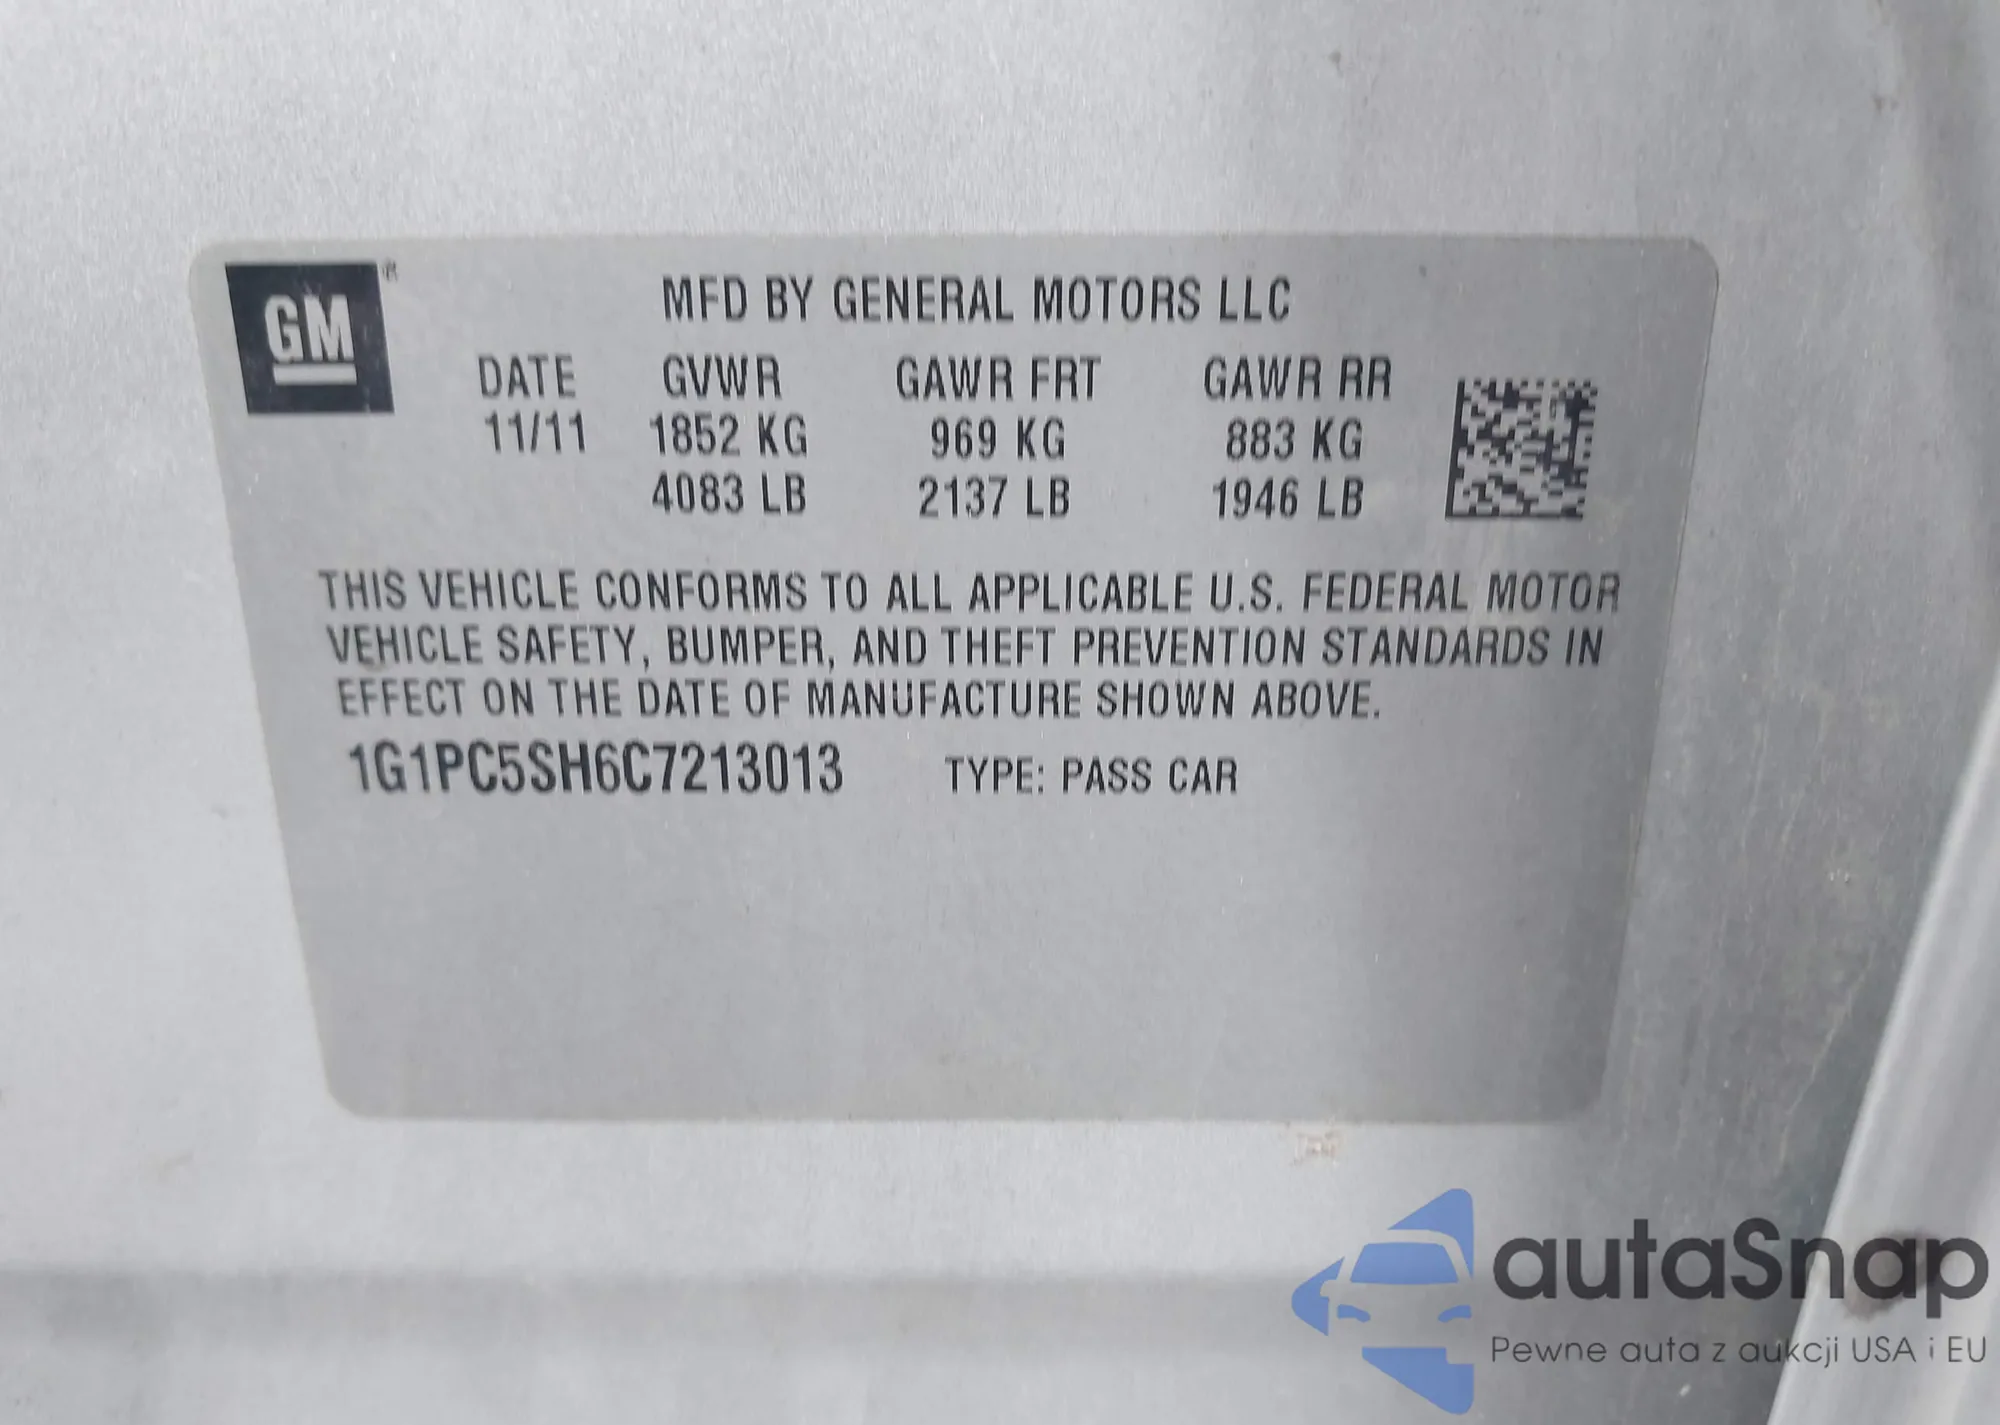 GM®
MFD BY GENERAL MOTORS LLC
DATE GVWR GAWR FRT GAWR RR
11/11 1852 KG 969 KG 883 KG
4083 LB 2137 LB 1946 LB
THIS VEHICLE CONFORMS TO ALL APPLICABLE U.S. FEDERAL MOTOR
VEHICLE SAFETY, BUMPER, AND THEFT PREVENTION STANDARDS IN
EFFECT ON THE DATE OF MANUFACTURE SHOWN ABOVE.
1G1PC5SH6C7213013 TYPE: PASS CAR
autaSnap
Pewne auta z aukcji USA i EU